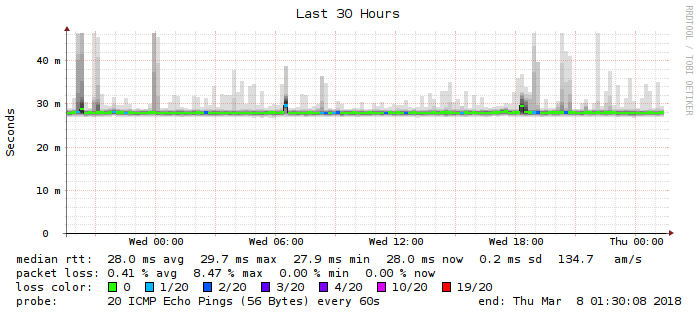 Last 30 Hours
RRDTOOL / TOBI OETIKER
Seconds
40 m
30 m
20 m
10 m
0
Wed 00:00 Wed 06:00 Wed 12:00 Wed 18:00 Thu 00:00
median rtt: 28.0 ms avg 29.7 ms max 27.9 ms min 28.0 ms now 0.2 ms sd 134.7 am/s
packet loss: 0.41 % avg 8.47 % max 0.00 % min 0.00 % now
loss color: 0 1/20 2/20 3/20 4/20 10/20 19/20
probe: 20 ICMP Echo Pings (56 Bytes) every 60s end: Thu Mar 8 01:30:08 2018